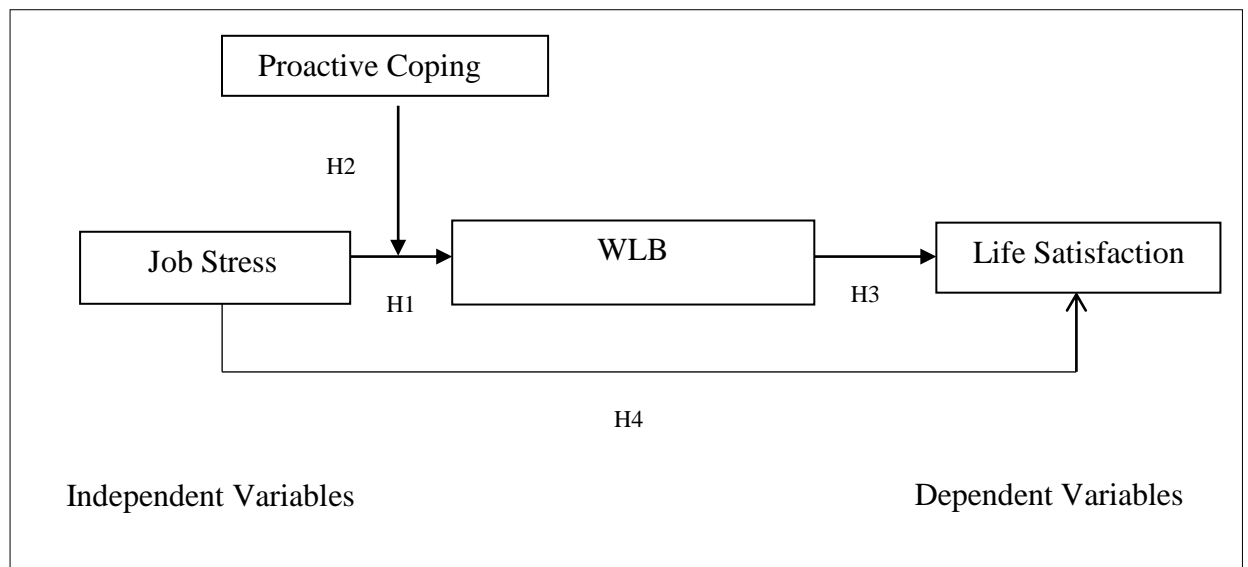 Proactive Coping
H2
Job Stress
WLB
Life Satisfaction
H1
H3
H4
Independent Variables
Dependent Variables